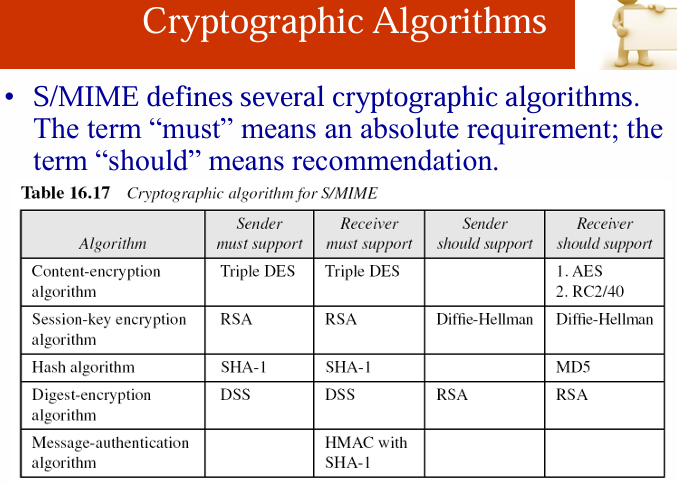 Cryptographic Algorithms
• S/MIME defines several cryptographic algorithms.
The term “must” means an absolute requirement; the
term “should” means recommendation.
Table 16.17 Cryptographic algorithm for S/MIME
Algorithm | Sender must support | Receiver must support | Sender should support | Receiver should support
Content-encryption algorithm | Triple DES | Triple DES | | 1. AES 2. RC2/40
Session-key encryption algorithm | RSA | RSA | Diffie-Hellman | Diffie-Hellman
Hash algorithm | SHA-1 | SHA-1 | | MD5
Digest-encryption algorithm | DSS | DSS | RSA | RSA
Message-authentication algorithm | | HMAC with SHA-1 | |